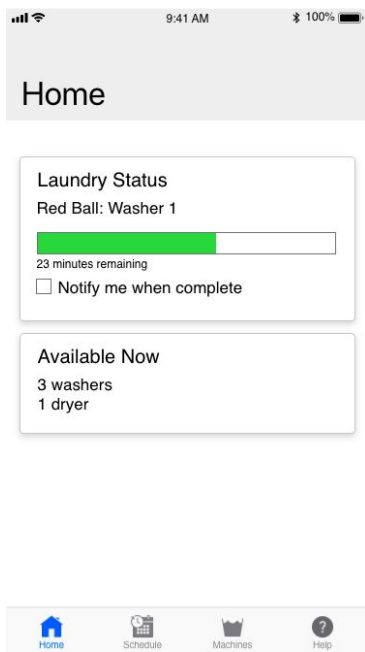 9:41 AM
100%
Home
Laundry Status
Red Ball: Washer 1
23 minutes remaining
Notify me when complete
Available Now
3 washers
1 dryer
Home
Schedule
Machines
?
Help